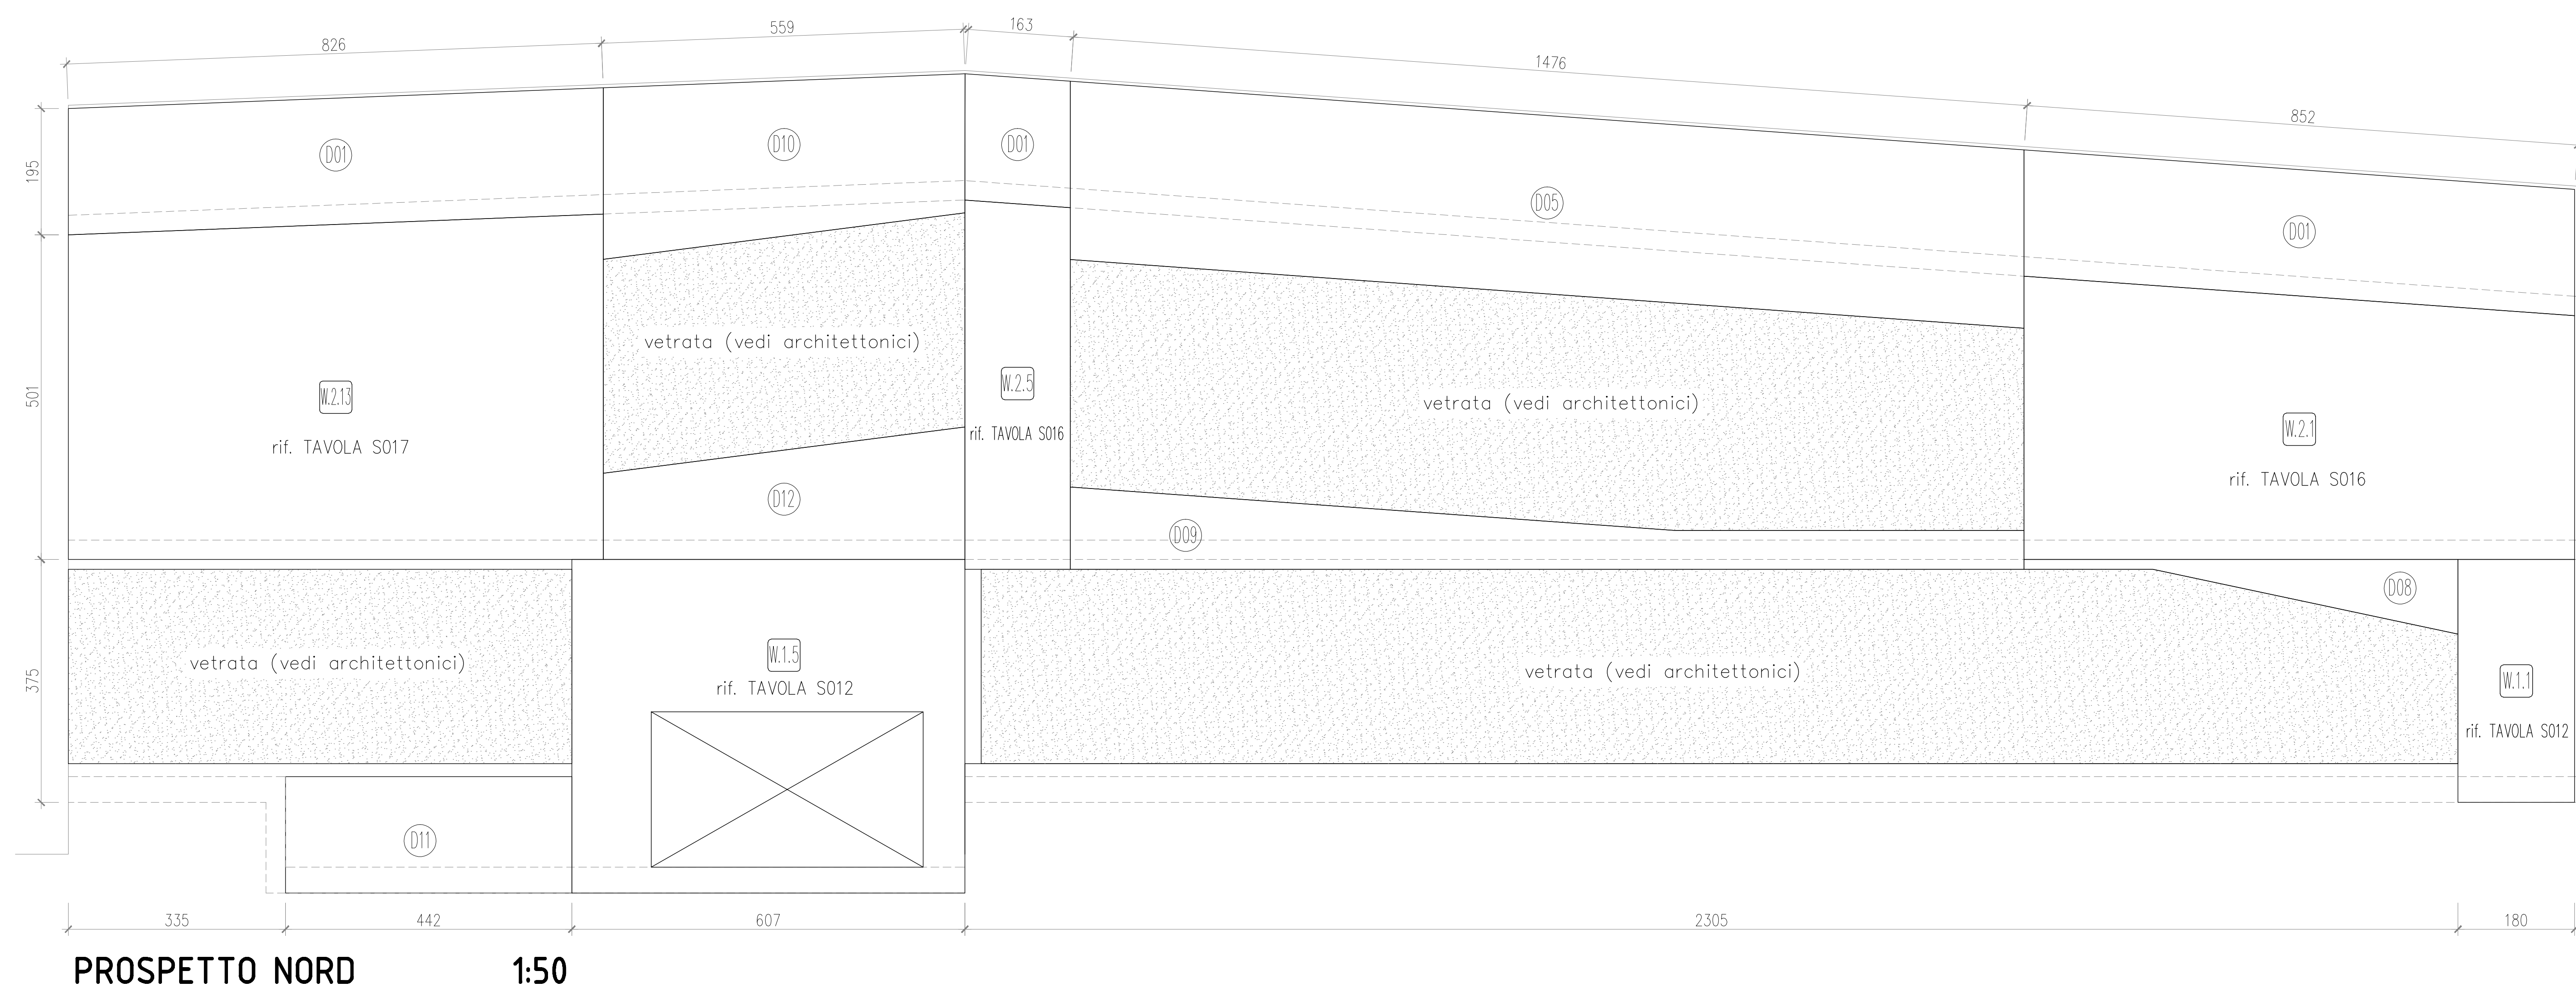 826
559
163
1476
852
195
D01
D10
D01
D05
D01
501
W.2.13
rif. TAVOLA S017
vetrata (vedi architettonici)
D12
W.2.5
rif. TAVOLA S016
vetrata (vedi architettonici)
D09
W.2.1
rif. TAVOLA S016
375
vetrata (vedi architettonici)
W.1.5
rif. TAVOLA S012
vetrata (vedi architettonici)
D08
W.1.1
rif. TAVOLA S012
D11
335
442
607
2305
180
PROSPETTO NORD 1:50